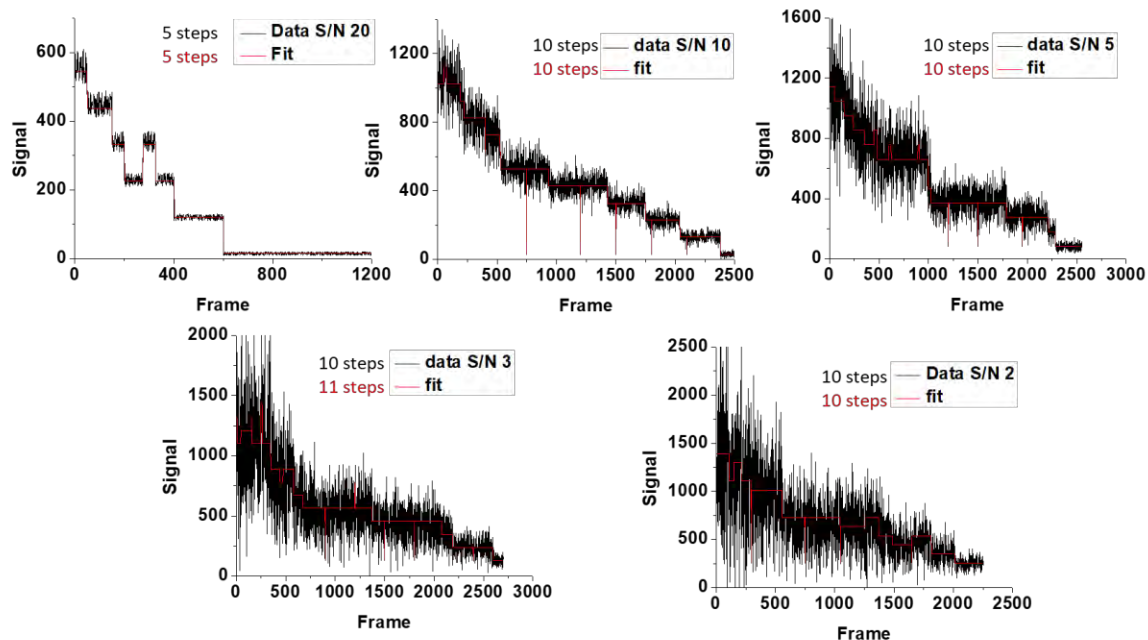 5 steps
5 steps
Data S/N 20
Fit
Signal
600
400
200
0
0 400 800 1200
Frame
10 steps
10 steps
data S/N 10
fit
Signal
1200
800
400
0
0 500 1000 1500 2000 2500
Frame
10 steps
10 steps
data S/N 5
fit
Signal
1600
1200
800
400
0
0 500 1000 1500 2000 2500 3000
Frame
10 steps
11 steps
data S/N 3
fit
Signal
2000
1500
1000
500
0
0 500 1000 1500 2000 2500 3000
Frame
10 steps
10 steps
Data S/N 2
fit
Signal
2500
2000
1500
1000
500
0
0 500 1000 1500 2000 2500
Frame